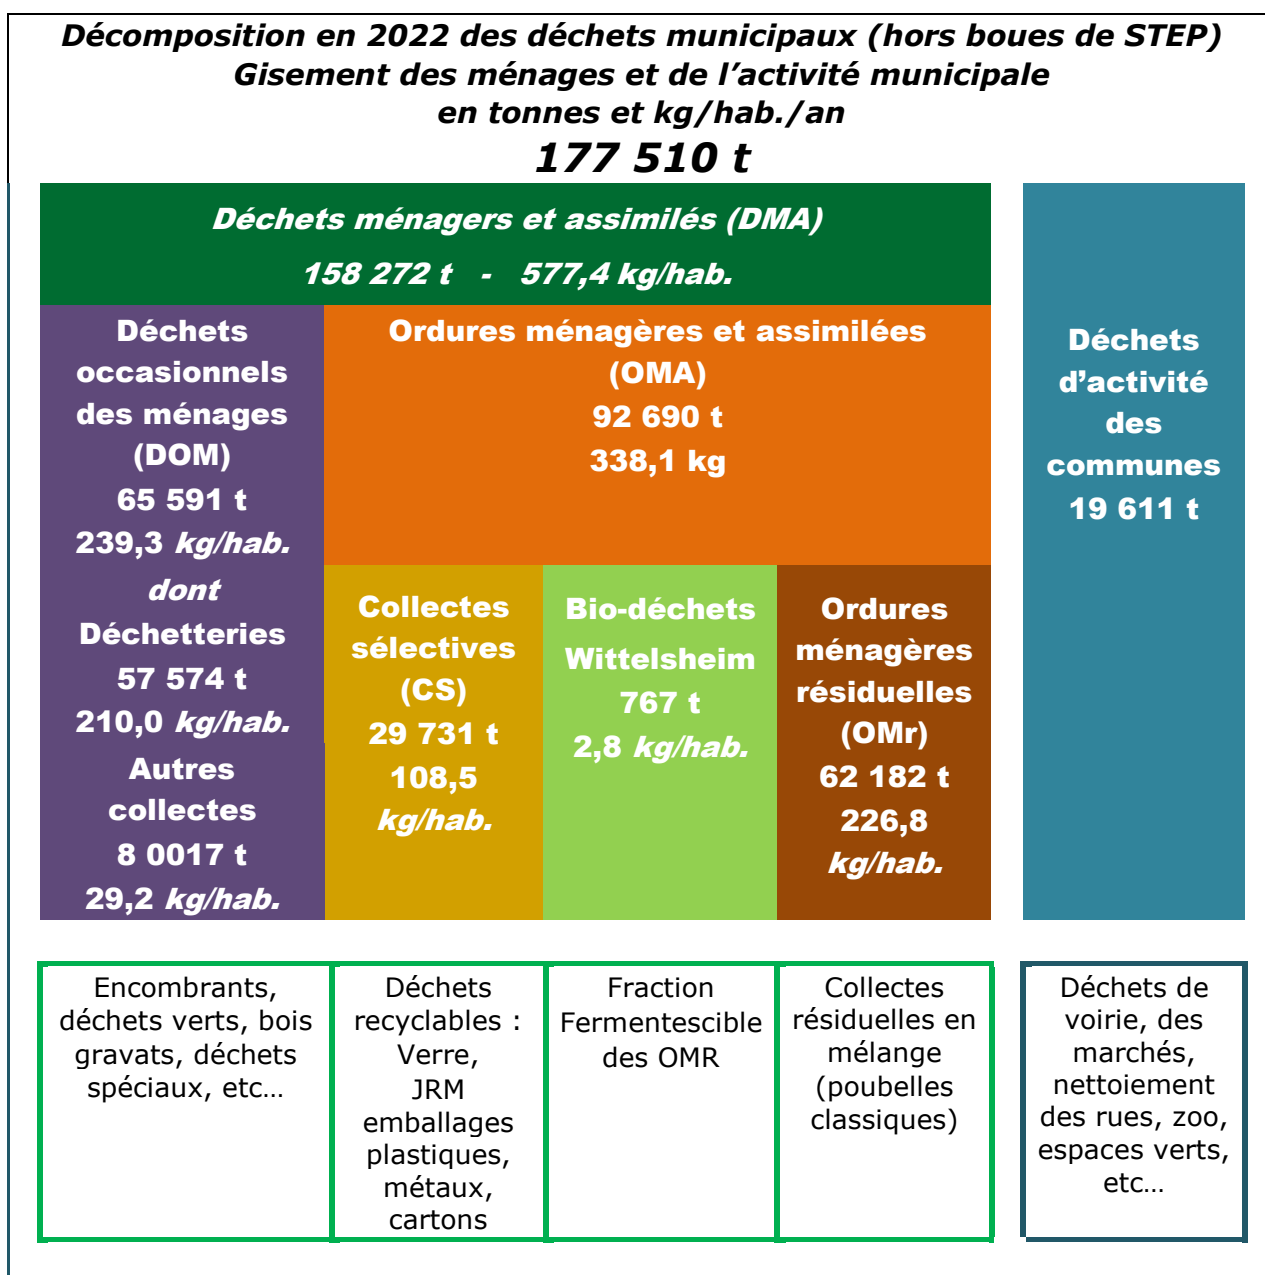 Décomposition en 2022 des déchets municipaux (hors boues de STEP)
Gisement des ménages et de l’activité municipale
en tonnes et kg/hab./an
177 510 t
Déchets ménagers et assimilés (DMA)
158 272 t - 577,4 kg/hab.
Déchets
occasionnels
des ménages
(DOM)
65 591 t
239,3 kg/hab.
dont
Déchetteries
57 574 t
210,0 kg/hab.
Autres
collectes
8 0017 t
29,2 kg/hab.
Ordures ménagères et assimilées
(OMA)
92 690 t
338,1 kg
Collectes
sélectives
(CS)
29 731 t
108,5
kg/hab.
Bio-déchets
Wittelsheim
767 t
2,8 kg/hab.
Ordures
ménagères
résiduelles
(OMr)
62 182 t
226,8
kg/hab.
Déchets
d’activité
des
communes
19 611 t
Encombrants,
déchets verts, bois
gravats, déchets
spéciaux, etc…
Déchets
recyclables :
Verre,
JRM
emballages
plastiques,
métaux,
cartons
Fraction
Fermentescible
des OMR
Collectes
résiduelles en
mélange
(poubelles
classiques)
Déchets de
voirie, des
marchés,
nettoiement
des rues, zoo,
espaces verts,
etc…